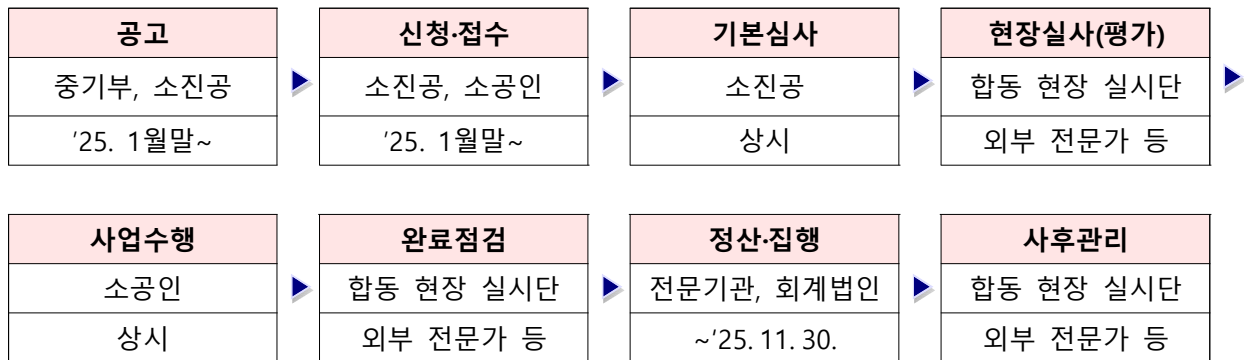 공고
중기부, 소진공
'25. 1월말~
신청·접수
소진공, 소공인
'25. 1월말~
기본심사
소진공
상시
현장실사(평가)
합동 현장 실시단
외부 전문가 등
사업수행
소공인
상시
완료점검
합동 현장 실시단
외부 전문가 등
정산·집행
전문기관, 회계법인
~'25. 11. 30.
사후관리
합동 현장 실시단
외부 전문가 등